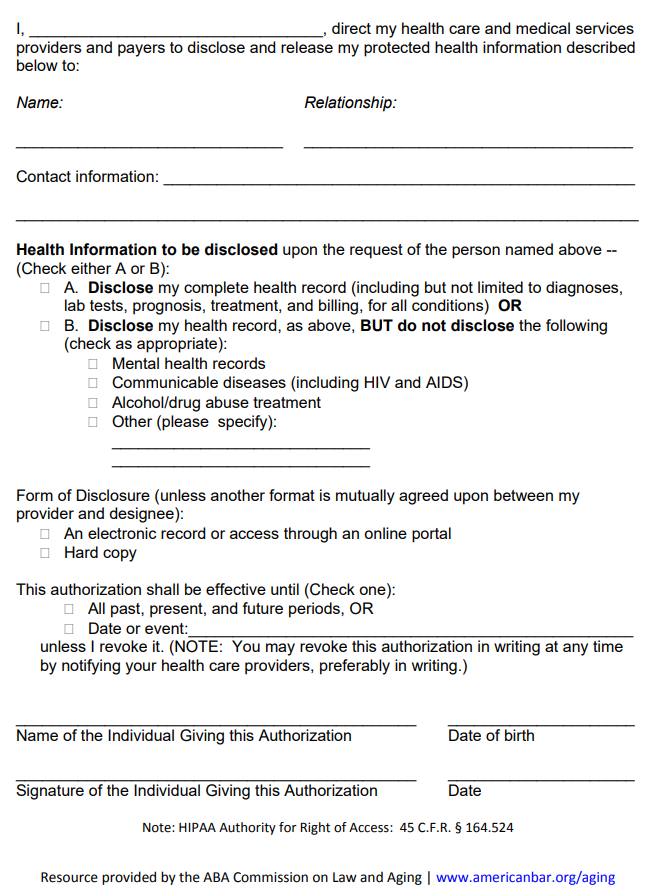 I, __________________________________, direct my health care and medical services
providers and payers to disclose and release my protected health information described
below to:
Name: Relationship:
_______________________________ ______________________________________
Contact information: _______________________________________________________
________________________________________________________________________
Health Information to be disclosed upon the request of the person named above --
(Check either A or B):
□ A. Disclose my complete health record (including but not limited to diagnoses,
lab tests, prognosis, treatment, and billing, for all conditions) OR
□ B. Disclose my health record, as above, BUT do not disclose the following
(check as appropriate):
□ Mental health records
□ Communicable diseases (including HIV and AIDS)
□ Alcohol/drug abuse treatment
□ Other (please specify):
______________________________
______________________________
Form of Disclosure (unless another format is mutually agreed upon between my
provider and designee):
□ An electronic record or access through an online portal
□ Hard copy
This authorization shall be effective until (Check one):
□ All past, present, and future periods, OR
□ Date or event:____________________________________________________
unless I revoke it. (NOTE: You may revoke this authorization in writing at any time
by notifying your health care providers, preferably in writing.)
______________________________________________ ______________________
Name of the Individual Giving this Authorization Date of birth
______________________________________________ ______________________
Signature of the Individual Giving this Authorization Date
Note: HIPAA Authority for Right of Access: 45 C.F.R. § 164.524
Resource provided by the ABA Commission on Law and Aging | www.americanbar.org/aging